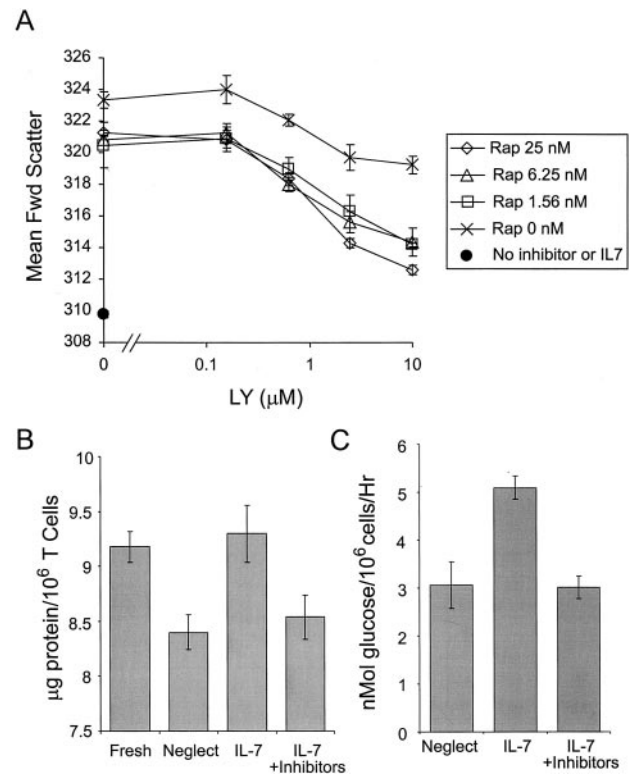 A
326
324
322
320
318
316
314
312
310
308
Mean Fwd Scatter
0
0.1
1
10
LY (µM)
Rap 25 nM
Rap 6.25 nM
Rap 1.56 nM
Rap 0 nM
No inhibitor or IL7
B
10
9.5
9
8.5
8
7.5
µg protein/10⁶ T Cells
Fresh
Neglect
IL-7
IL-7
+Inhibitors
C
6
5
4
3
2
1
0
nMol glucose/10⁶ cells/Hr
Neglect
IL-7
IL-7
+Inhibitors